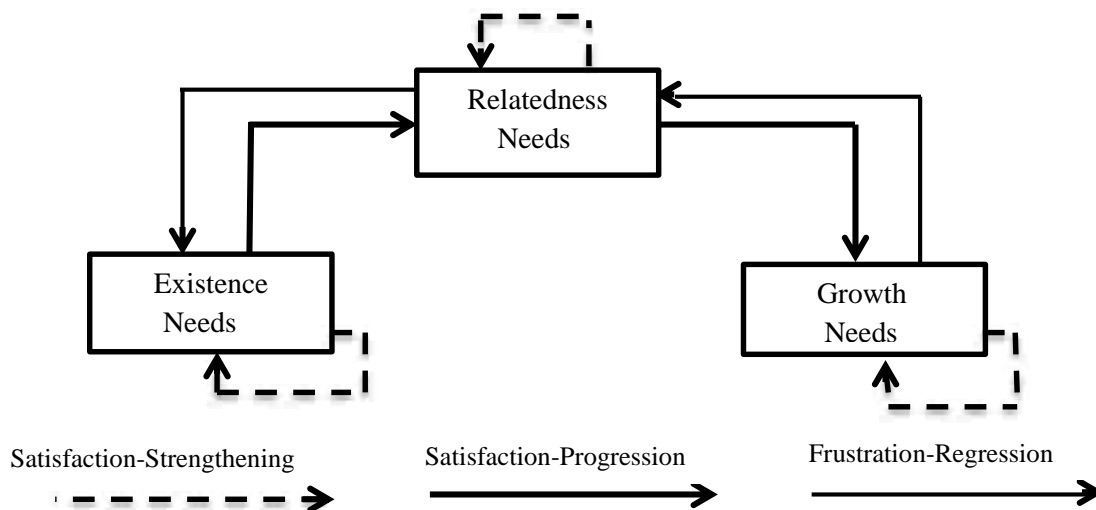 Relatedness
Needs
Existence
Needs
Growth
Needs
Satisfaction-Strengthening
Satisfaction-Progression
Frustration-Regression